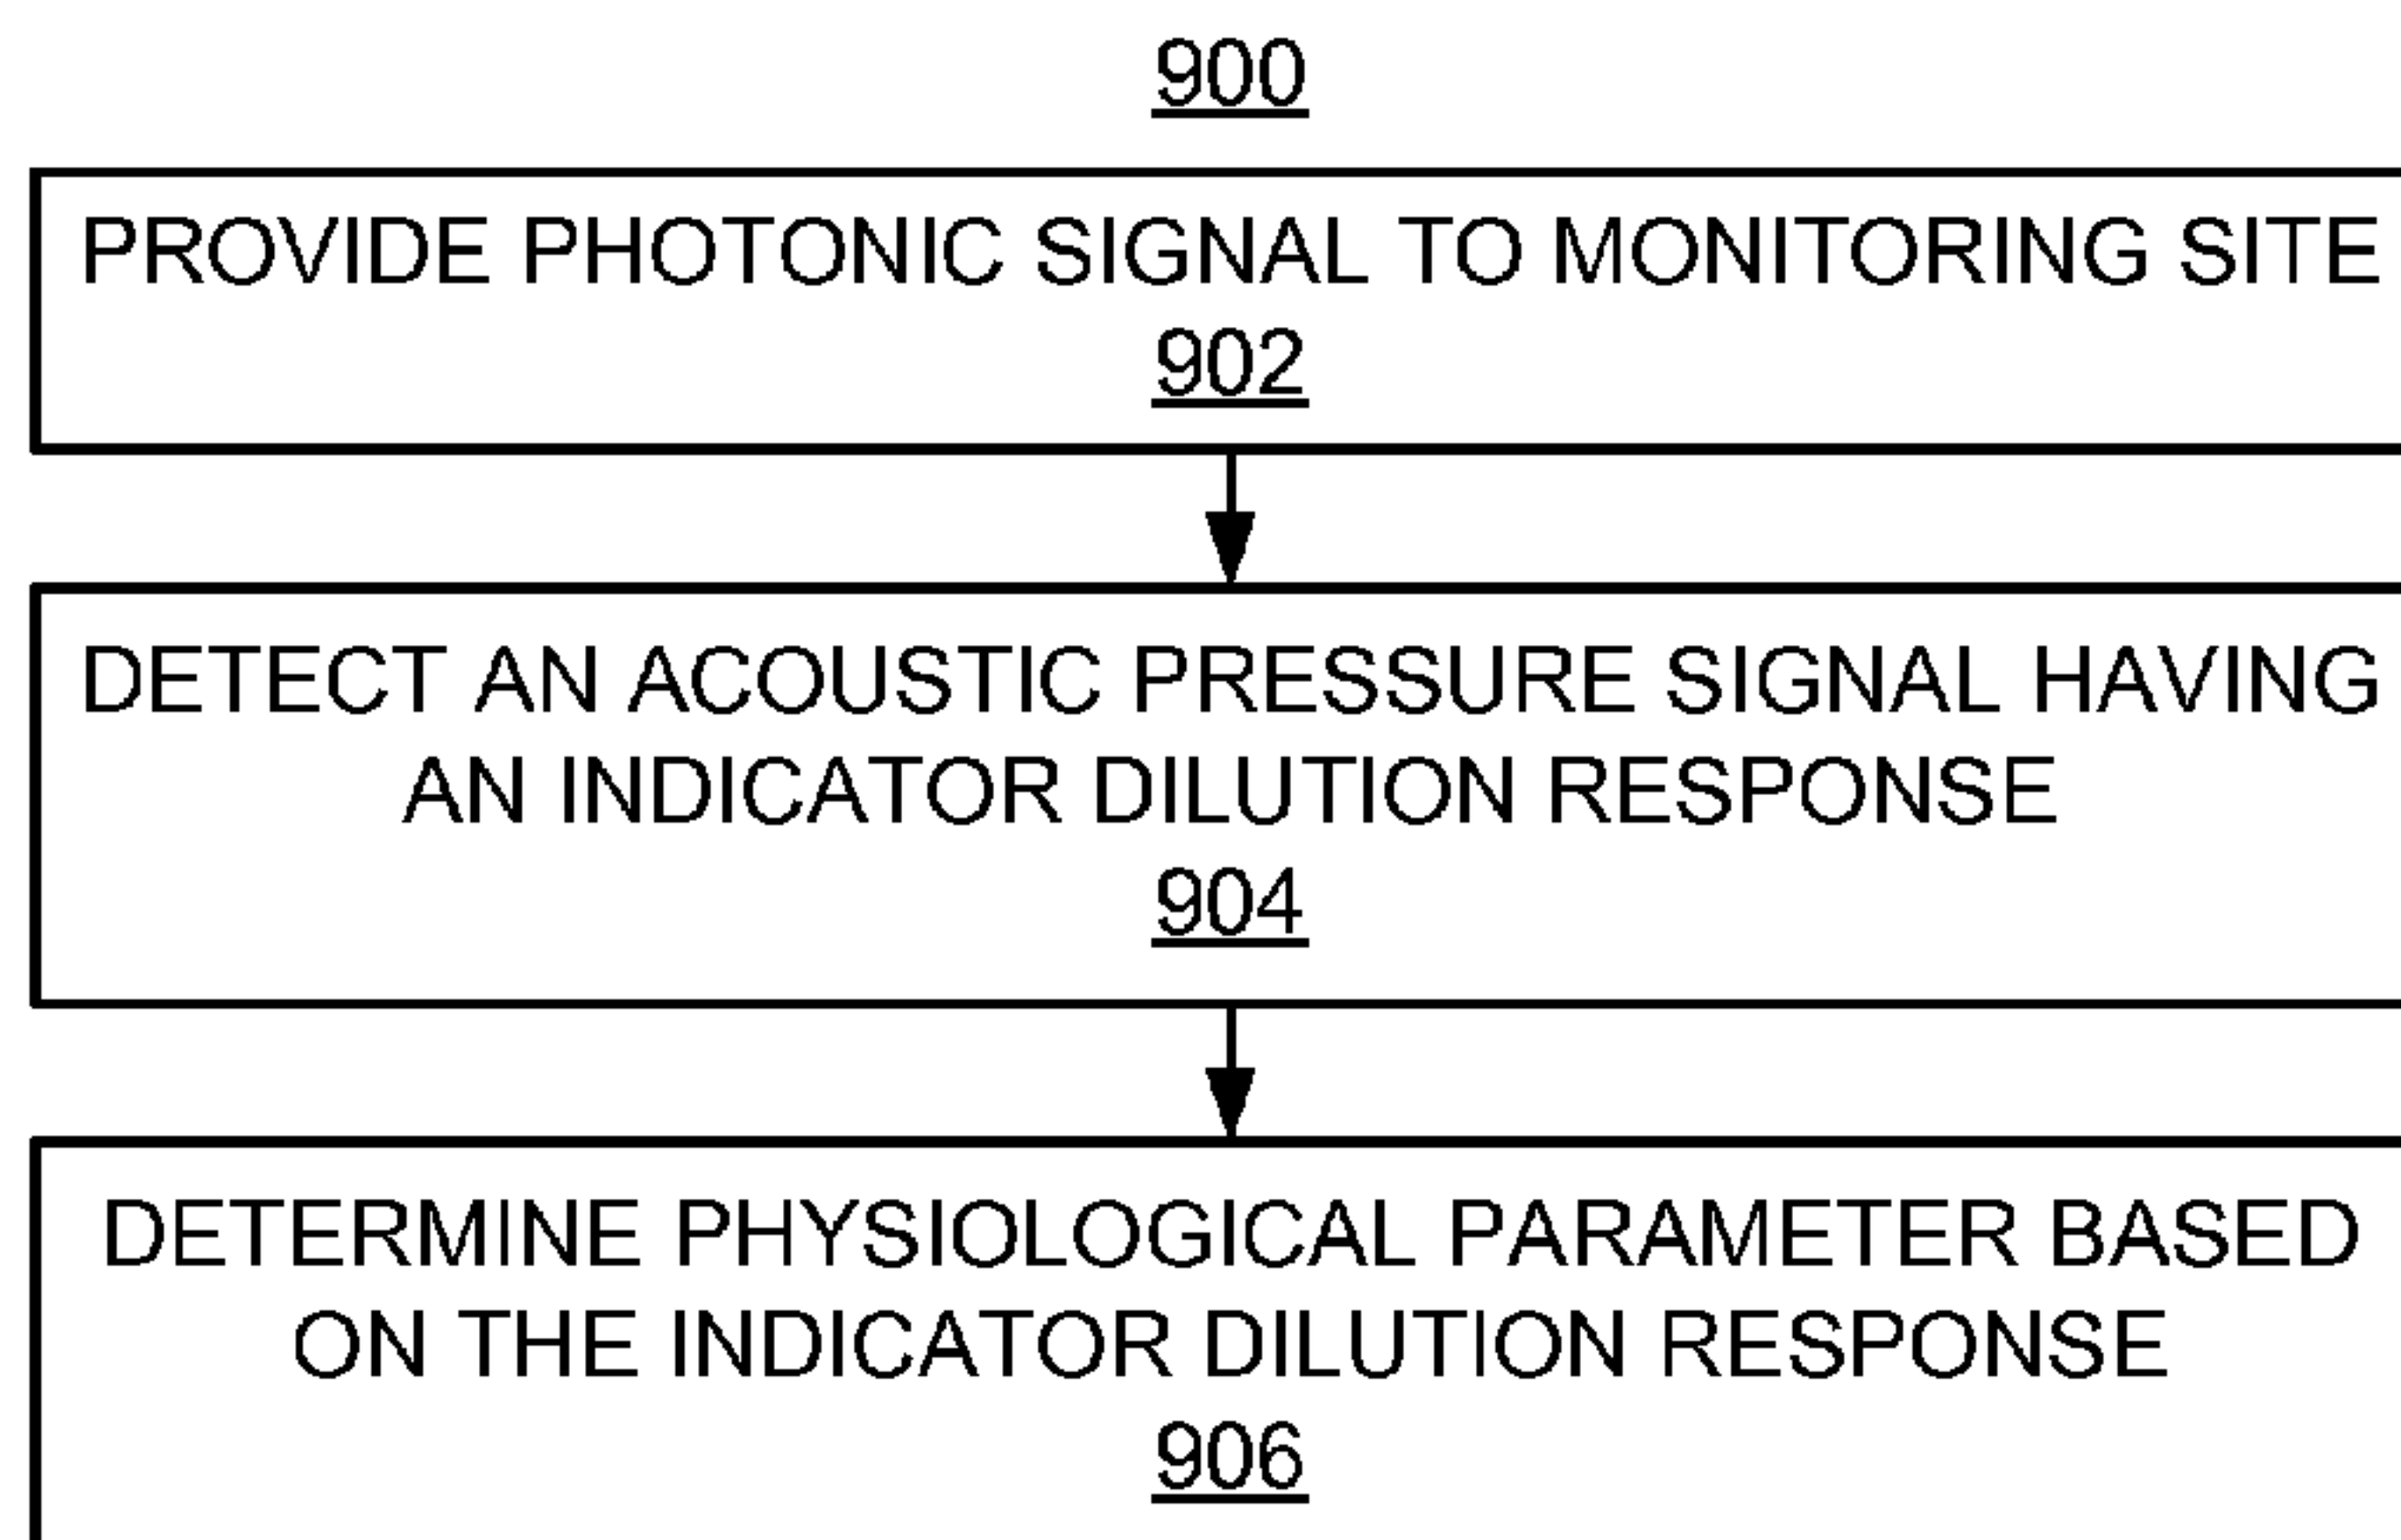 900
PROVIDE PHOTONIC SIGNAL TO MONITORING SITE
902
DETECT AN ACOUSTIC PRESSURE SIGNAL HAVING
AN INDICATOR DILUTION RESPONSE
904
DETERMINE PHYSIOLOGICAL PARAMETER BASED
ON THE INDICATOR DILUTION RESPONSE
906